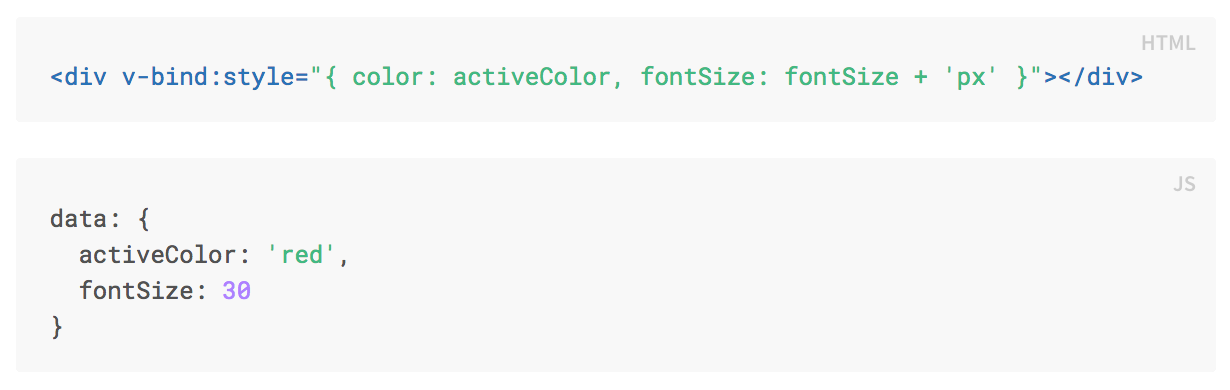 HTML
<div v-bind:style="{ color: activeColor, fontSize: fontSize + 'px' }"></div>
JS
data: {
  activeColor: 'red',
  fontSize: 30
}